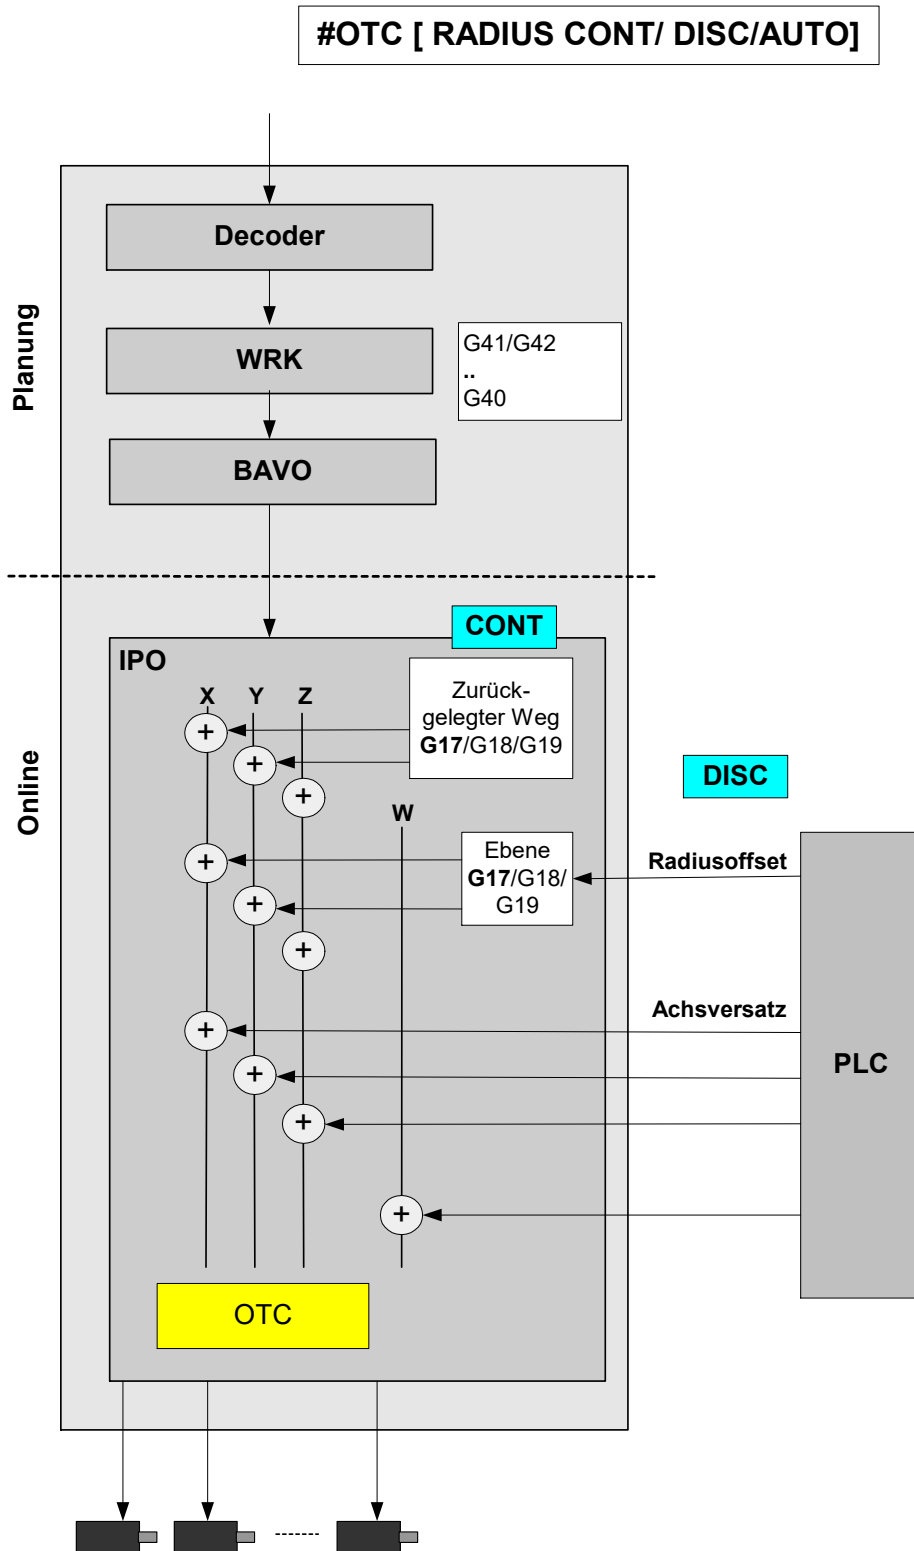 #OTC [ RADIUS CONT/ DISC/AUTO]
Planung
Decoder
WRK
G41/G42
..
G40
BAVO
Online
CONT
IPO
X Y Z
Zurück-
gelegter Weg
G17/G18/G19
+
+
+
DISC
W
Ebene
G17/G18/
G19
Radiusoffset
+
+
+
Achsversatz
PLC
+
+
+
+
OTC